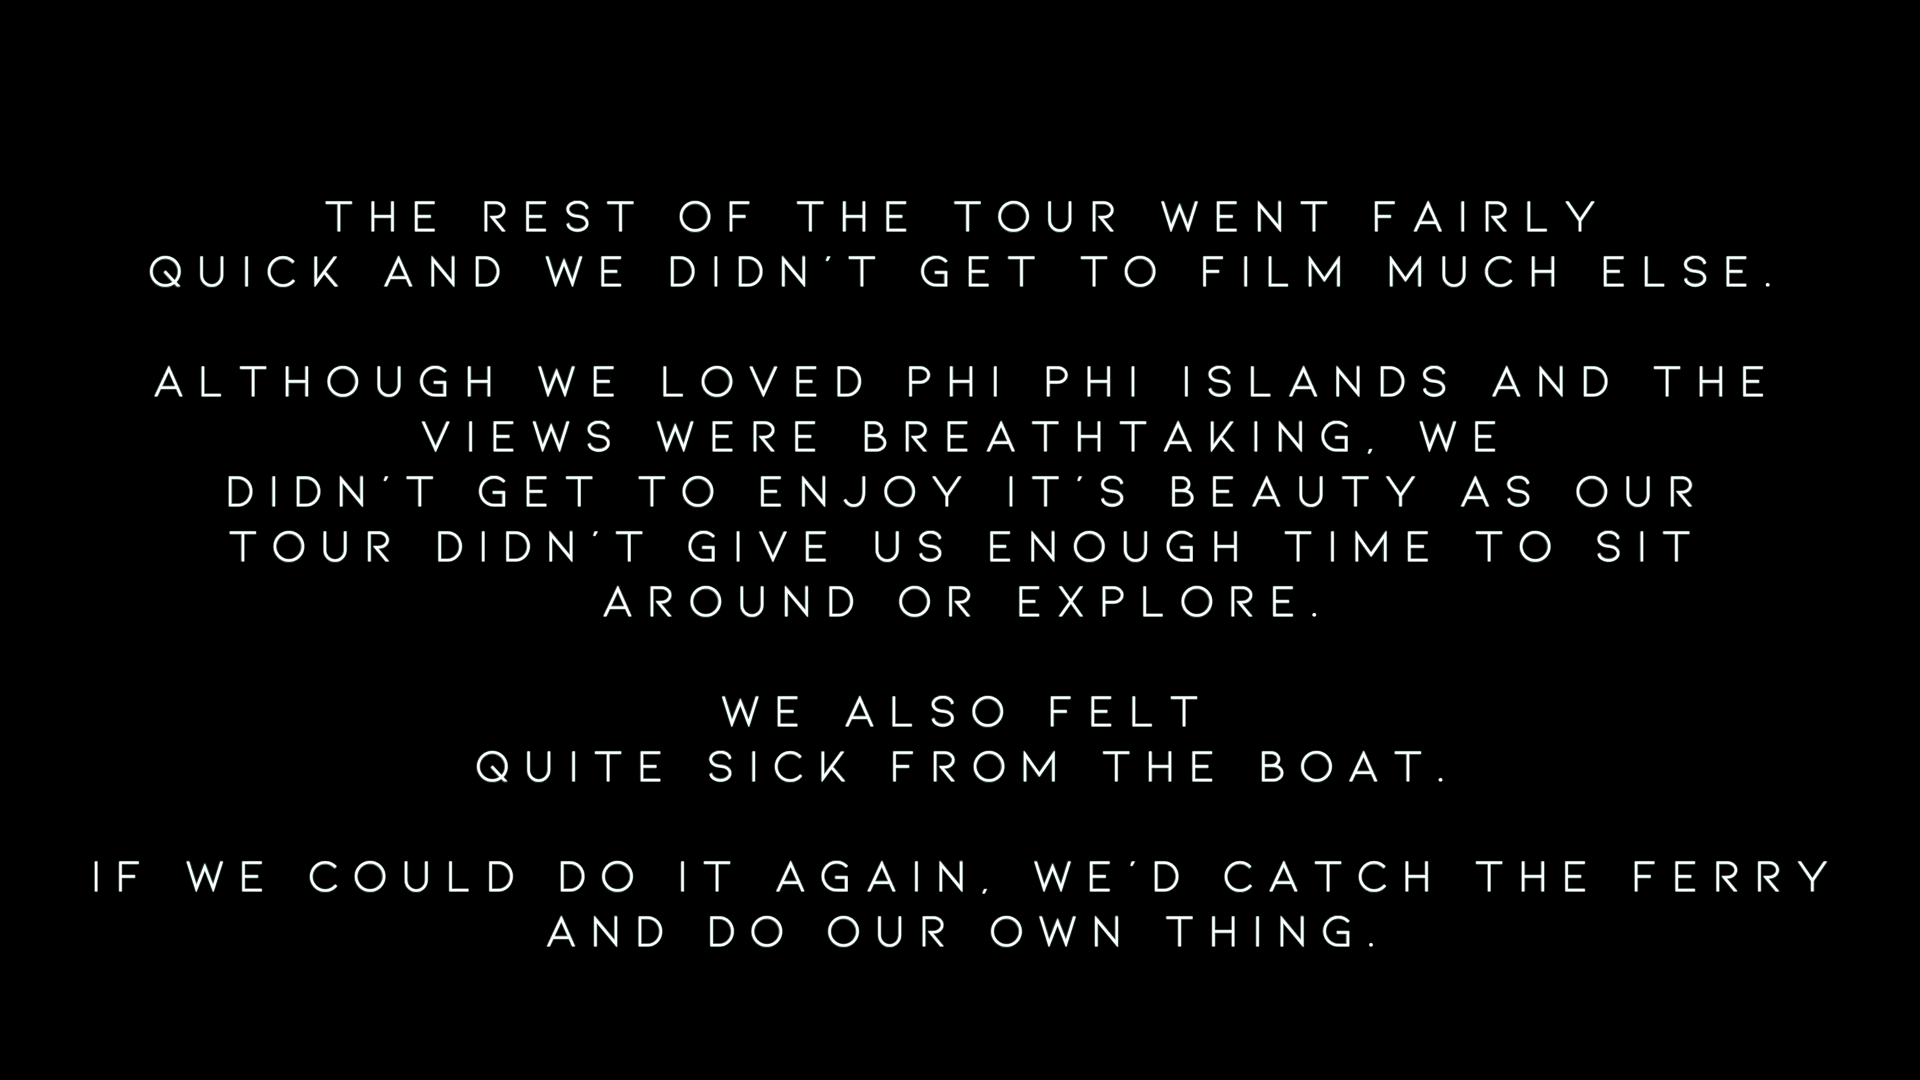 THE REST OF THE TOUR WENT FAIRLY
QUICK AND WE DIDN'T GET TO FILM MUCH ELSE.
ALTHOUGH WE LOVED PHI PHI ISLANDS AND THE
VIEWS WERE BREATHTAKING, WE
DIDN'T GET TO ENJOY IT'S BEAUTY AS OUR
TOUR DIDN'T GIVE US ENOUGH TIME TO SIT
AROUND OR EXPLORE.
WE ALSO FELT
QUITE SICK FROM THE BOAT.
IF WE COULD DO IT AGAIN, WE'D CATCH THE FERRY
AND DO OUR OWN THING.